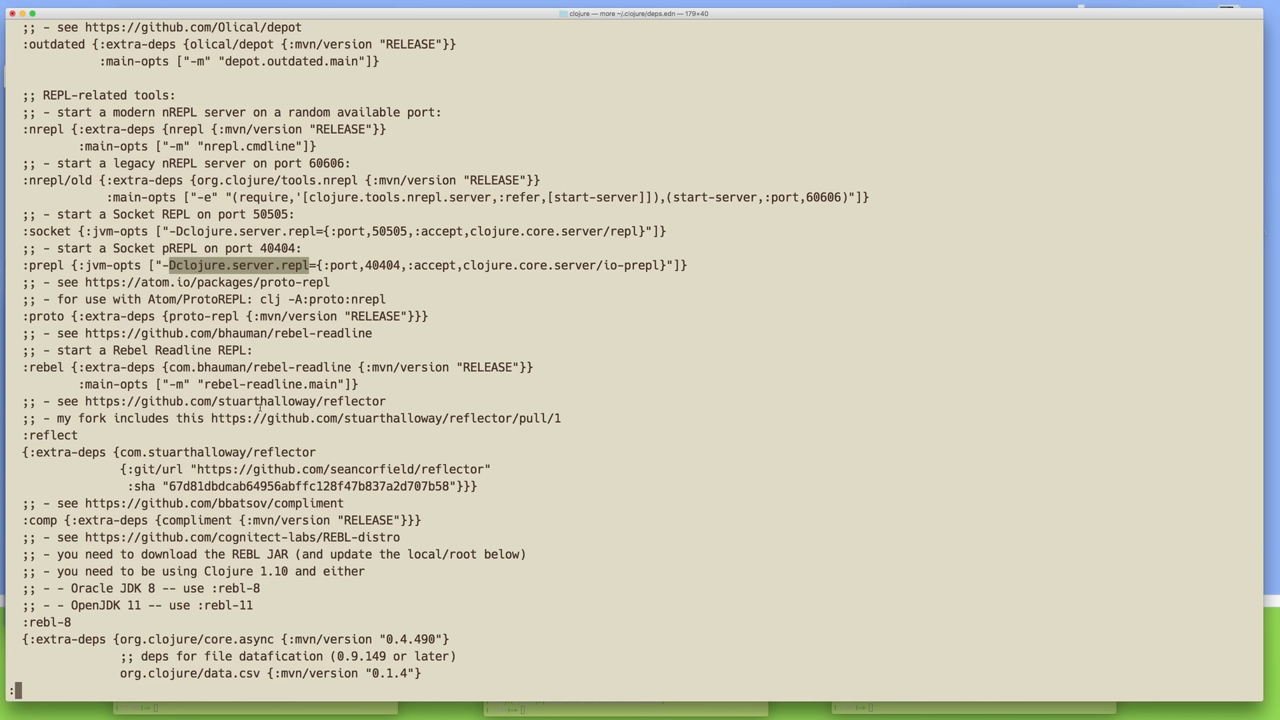 clojure — more ~/.clojure/deps.edn — 179×40
;; - see https://github.com/Olical/depot
:outdated {:extra-deps {olical/depot {:mvn/version "RELEASE"}}
:main-opts ["-m" "depot.outdated.main"]}
;; REPL-related tools:
;; - start a modern nREPL server on a random available port:
:nrepl {:extra-deps {nrepl {:mvn/version "RELEASE"}}
:main-opts ["-m" "nrepl.cmdline"]}
;; - start a legacy nREPL server on port 60606:
:nrepl/old {:extra-deps {org.clojure/tools.nrepl {:mvn/version "RELEASE"}}
:main-opts ["-e" "(require,'[clojure.tools.nrepl.server,:refer,[start-server]]),(start-server,:port,60606)"]}
;; - start a Socket REPL on port 50505:
:socket {:jvm-opts ["-Dclojure.server.repl={:port,50505,:accept,clojure.core.server/repl}"]}
;; - start a Socket pREPL on port 40404:
:prepl {:jvm-opts ["-Dclojure.server.repl={:port,40404,:accept,clojure.core.server/io-prepl}"]}
;; - see https://atom.io/packages/proto-repl
;; - for use with Atom/ProtoREPL: clj -A:proto:nrepl
:proto {:extra-deps {proto-repl {:mvn/version "RELEASE"}}}
;; - see https://github.com/bhauman/rebel-readline
;; - start a Rebel Readline REPL:
:rebel {:extra-deps {com.bhauman/rebel-readline {:mvn/version "RELEASE"}}
:main-opts ["-m" "rebel-readline.main"]}
;; - see https://github.com/stuarthalloway/reflector
;; - my fork includes this https://github.com/stuarthalloway/reflector/pull/1
:reflect
{:extra-deps {com.stuarthalloway/reflector
{:git/url "https://github.com/seancorfield/reflector"
:sha "67d81dbdcab64956abffc128f47b837a2d707b58"}}}
;; - see https://github.com/bbatsov/compliment
:comp {:extra-deps {compliment {:mvn/version "RELEASE"}}}
;; - see https://github.com/cognitect-labs/REBL-distro
;; - you need to download the REBL JAR (and update the local/root below)
;; - you need to be using Clojure 1.10 and either
;; - - Oracle JDK 8 -- use :rebl-8
;; - - OpenJDK 11 -- use :rebl-11
:rebl-8
{:extra-deps {org.clojure/core.async {:mvn/version "0.4.490"}
;; deps for file datafication (0.9.149 or later)
org.clojure/data.csv {:mvn/version "0.1.4"}
: